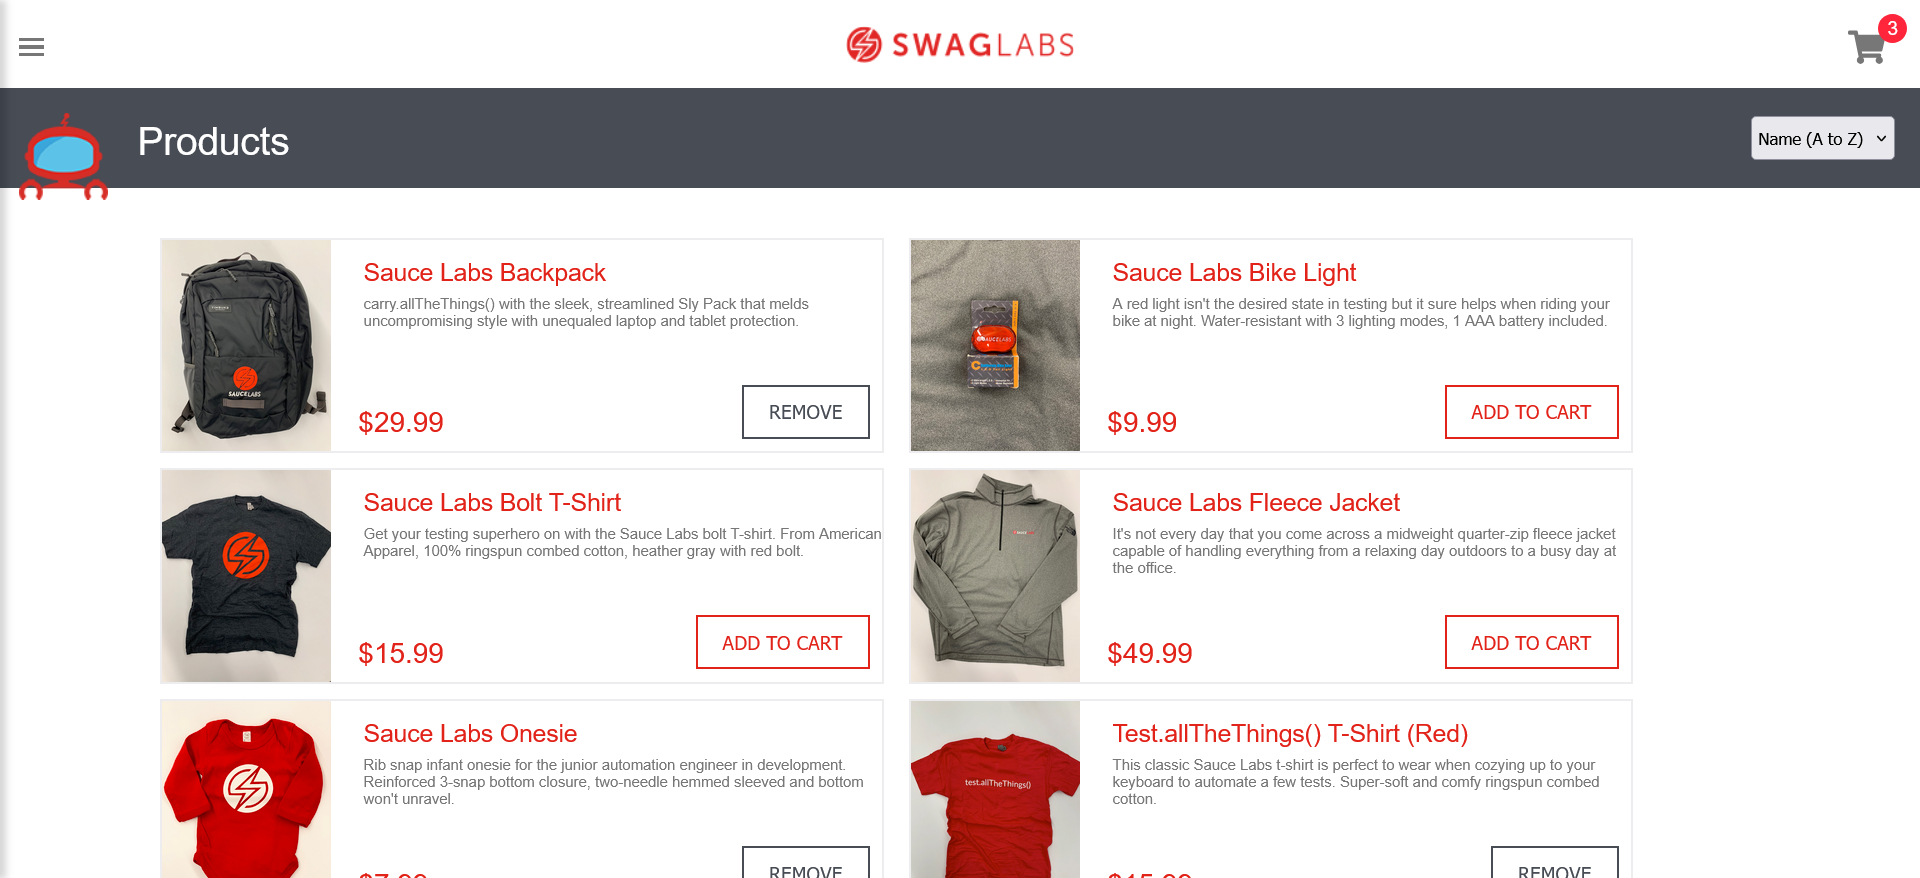 SWAGLABS
3
Products
Name (A to Z)
Sauce Labs Backpack
carry.allTheThings() with the sleek, streamlined Sly Pack that melds
uncompromising style with unequaled laptop and tablet protection.
$29.99
REMOVE
SAUCELABS
Sauce Labs Bike Light
A red light isn't the desired state in testing but it sure helps when riding your
bike at night. Water-resistant with 3 lighting modes, 1 AAA battery included.
$9.99
ADD TO CART
SAUCELABS
Sauce Labs Bolt T-Shirt
Get your testing superhero on with the Sauce Labs bolt T-shirt. From American
Apparel, 100% ringspun combed cotton, heather gray with red bolt.
$15.99
ADD TO CART
Sauce Labs Fleece Jacket
It's not every day that you come across a midweight quarter-zip fleece jacket
capable of handling everything from a relaxing day outdoors to a busy day at
the office.
$49.99
ADD TO CART
Sauce Labs Onesie
Rib snap infant onesie for the junior automation engineer in development.
Reinforced 3-snap bottom closure, two-needle hemmed sleeved and bottom
won't unravel.
$7.99
REMOVE
Test.allTheThings() T-Shirt (Red)
This classic Sauce Labs t-shirt is perfect to wear when cozying up to your
keyboard to automate a few tests. Super-soft and comfy ringspun combed
cotton.
$15.99
REMOVE
test.allTheThings()